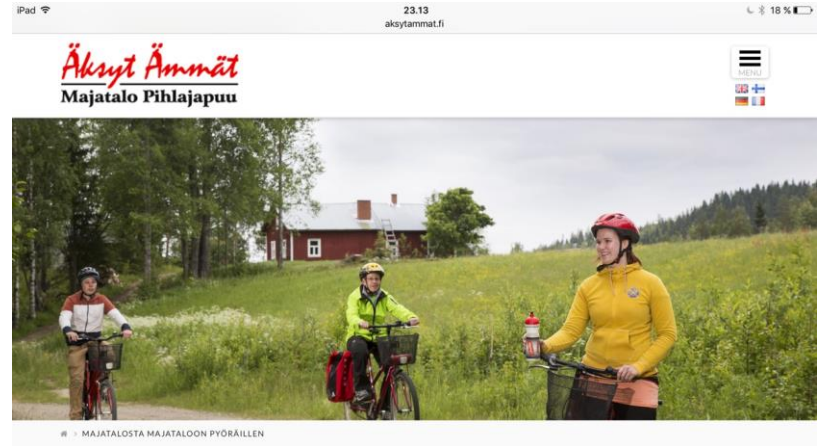 iPad 23.13 18 %
aksytammat.fi
Äksyt Ämmät
Majatalo Pihlajapuu
MENU
> MAJATALOSTA MAJATALOON PYÖRÄILLEN